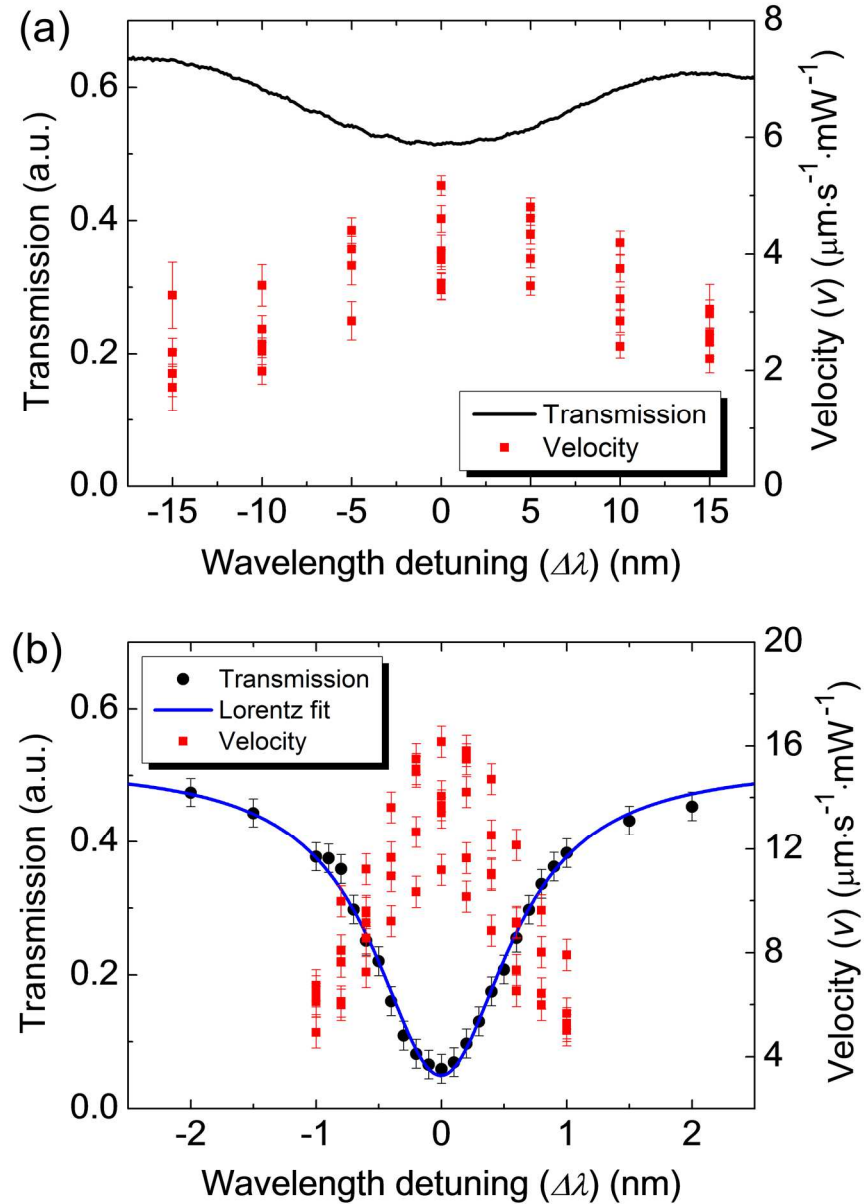 (a)
Transmission (a.u.)
0.6
0.4
0.2
0.0
8
6
4
2
0
Velocity (v) (μm·s⁻¹·mW⁻¹)
Transmission
Velocity
-15 -10 -5 0 5 10 15
Wavelength detuning (Δλ) (nm)
(b)
Transmission (a.u.)
0.6
0.4
0.2
0.0
20
16
12
8
4
Velocity (v) (μm·s⁻¹·mW⁻¹)
Transmission
Lorentz fit
Velocity
-2 -1 0 1 2
Wavelength detuning (Δλ) (nm)